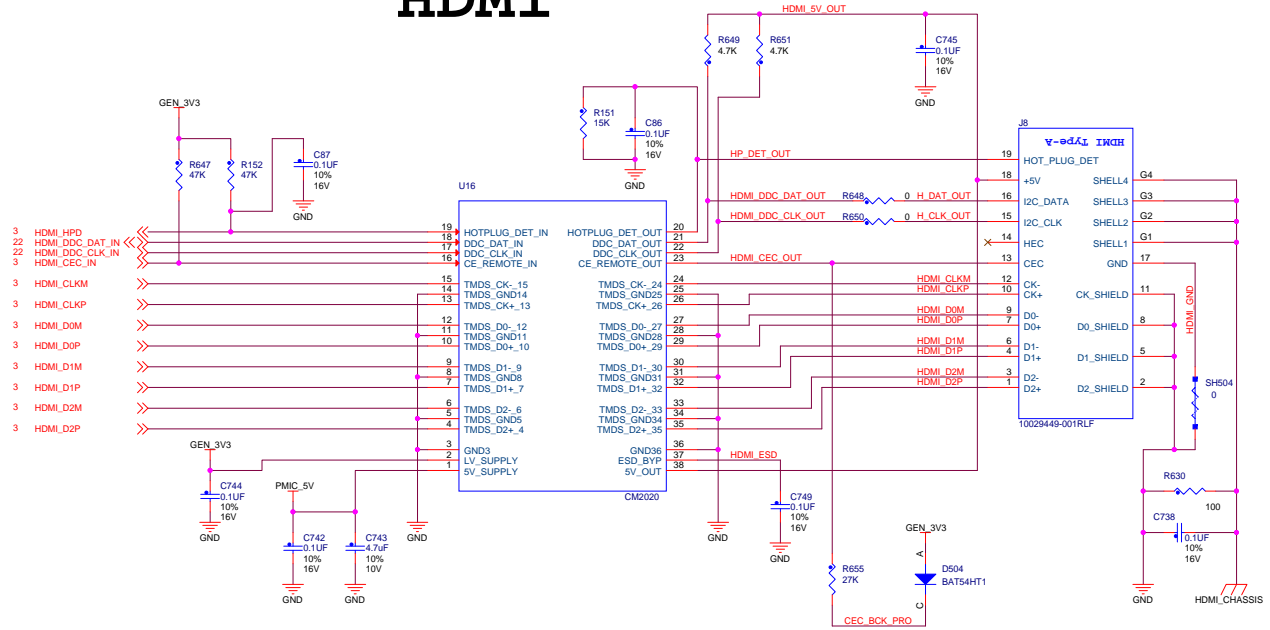 HDMI
HDMI_5V_OUT
R649
4.7K
R651
4.7K
C745
0.1UF
10%
16V
GND
GEN_3V3
R647
47K
R152
47K
C87
0.1UF
10%
16V
GND
R151
15K
C86
0.1UF
10%
16V
GND
U16
3 HDMI_HPD
22 HDMI_DDC_DAT_IN
22 HDMI_DDC_CLK_IN
3 HDMI_CEC_IN
3 HDMI_CLKM
3 HDMI_CLKP
3 HDMI_D0M
3 HDMI_D0P
3 HDMI_D1M
3 HDMI_D1P
3 HDMI_D2M
3 HDMI_D2P
19 HOTPLUG_DET_IN HOTPLUG_DET_OUT 20
18 DDC_DAT_IN DDC_DAT_OUT 21
17 DDC_CLK_IN DDC_CLK_OUT 22
16 CE_REMOTE_IN CE_REMOTE_OUT 23
15 TMDS_CK-_15 TMDS_CK-_24 24
14 TMDS_GND14 TMDS_GND25 25
13 TMDS_CK+_13 TMDS_CK+_26 26
12 TMDS_D0-_12 TMDS_D0-_27 27
11 TMDS_GND11 TMDS_GND28 28
10 TMDS_D0+_10 TMDS_D0+_29 29
9 TMDS_D1-_9 TMDS_D1-_30 30
8 TMDS_GND8 TMDS_GND31 31
7 TMDS_D1+_7 TMDS_D1+_32 32
6 TMDS_D2-_6 TMDS_D2-_33 33
5 TMDS_GND5 TMDS_GND34 34
4 TMDS_D2+_4 TMDS_D2+_35 35
3 GND3 GND36 36
2 LV_SUPPLY ESD_BYP 37
1 5V_SUPPLY 5V_OUT 38
CM2020
HP_DET_OUT
HDMI_DDC_DAT_OUT R648 0 H_DAT_OUT
HDMI_DDC_CLK_OUT R650 0 H_CLK_OUT
HDMI_CEC_OUT
HDMI_CLKM
HDMI_CLKP
HDMI_D0M
HDMI_D0P
HDMI_D1M
HDMI_D1P
HDMI_D2M
HDMI_D2P
HDMI_ESD
J8
HDMI Type-A
19 HOT_PLUG_DET
18 +5V SHELL4 G4
16 I2C_DATA SHELL3 G3
15 I2C_CLK SHELL2 G2
14 HEC SHELL1 G1
13 CEC GND 17
12 CK-
10 CK+ CK_SHIELD 11
9 D0-
7 D0+ D0_SHIELD 8
6 D1-
4 D1+ D1_SHIELD 5
3 D2-
1 D2+ D2_SHIELD 2
10029449-001RLF
HDMI_GND
SH504
0
R630
100
C738
0.1UF
10%
16V
GND
HDMI_CHASSIS
GEN_3V3
C744
0.1UF
10%
16V
GND
PMIC_5V
C742
0.1UF
10%
16V
GND
C743
4.7uF
10%
10V
GND
GND
GND
C749
0.1UF
10%
16V
GND
R655
27K
GEN_3V3
A
D504
BAT54HT1
C
CEC_BCK_PRO